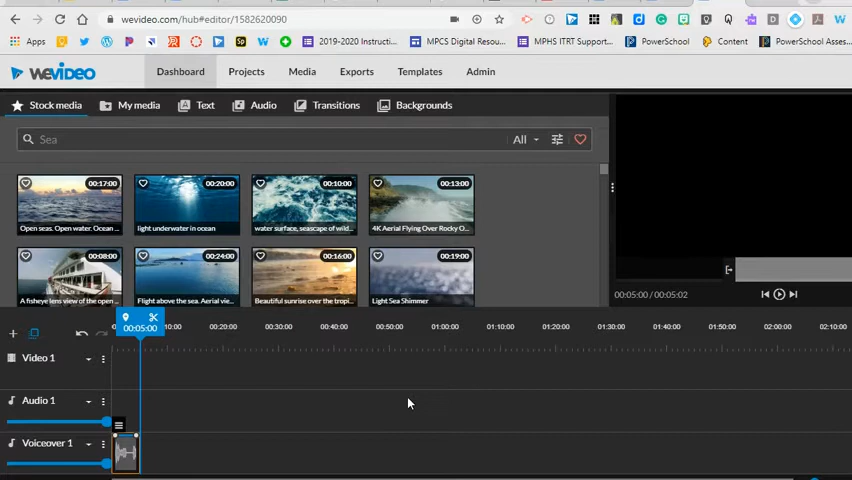 wevideo.com/hub#editor/1582620090
Apps
2019-2020 Instructi...
MPCS Digital Resou...
MPHS ITRT Support...
PowerSchool
Content
PowerSchool Asses...
wevideo
Dashboard
Projects
Media
Exports
Templates
Admin
Stock media
My media
Text
Audio
Transitions
Backgrounds
Sea
All
00:17:00
00:20:00
00:10:00
00:13:00
Open seas. Open water. Ocean ...
light underwater in ocean
water surface, seascape of wild...
4K Aerial Flying Over Rocky O...
00:08:00
00:24:00
00:16:00
00:19:00
A fisheye lens view of the open ...
Flight above the sea. Aerial vie...
Beautiful sunrise over the tropi...
Light Sea Shimmer
00:05:00 / 00:05:02
00:05:00
10:00
00:20:00
00:30:00
00:40:00
00:50:00
01:00:00
01:10:00
01:20:00
01:30:00
01:40:00
01:50:00
02:00:00
02:10:00
Video 1
Audio 1
Voiceover 1